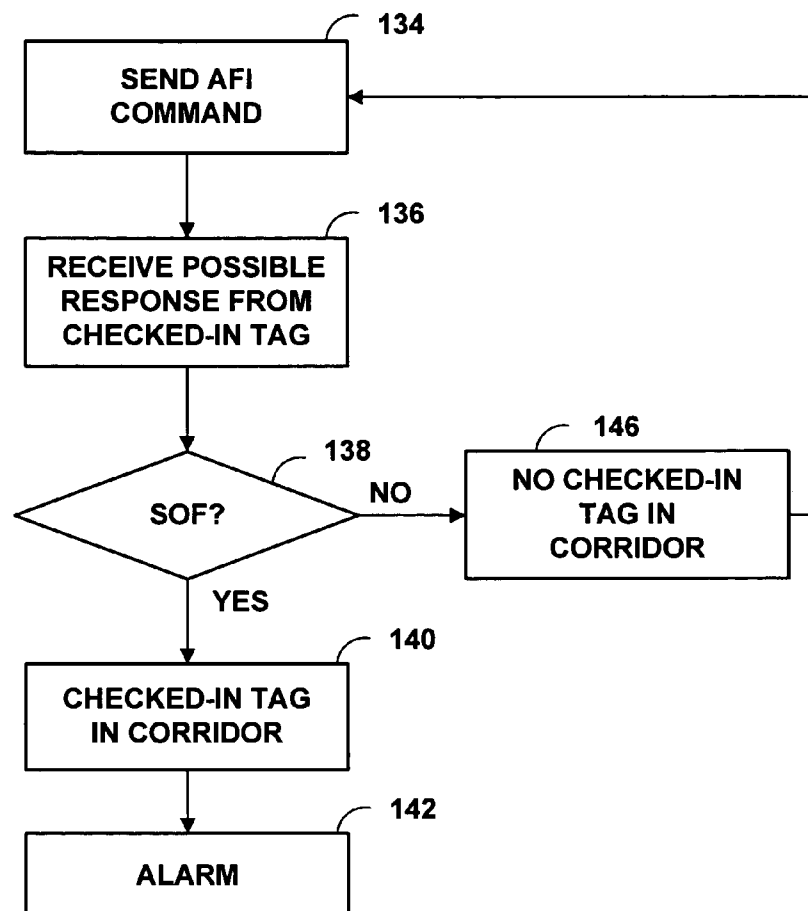 134
SEND AFI
COMMAND
136
RECEIVE POSSIBLE
RESPONSE FROM
CHECKED-IN TAG
138
SOF?
NO
146
NO CHECKED-IN
TAG IN
CORRIDOR
YES
140
CHECKED-IN TAG
IN CORRIDOR
142
ALARM